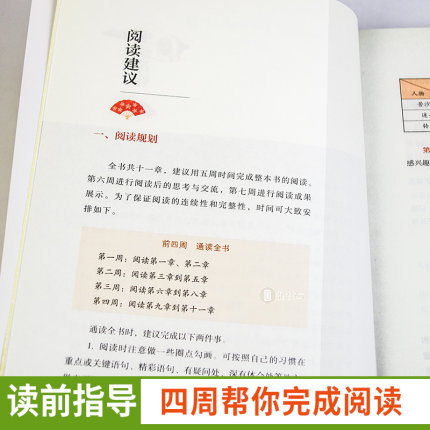 阅读建议
一、阅读规划
全书共十一章，建议用五周时间完成整本书的阅读。
第六周进行阅读后的思考与交流，第七周进行阅读成果
展示。为了保证阅读的连续性和完整性，时间可大致安
排如下。
前四周 通读全书
第一周：阅读第一章、第二章
第二周：阅读第三章到第五章
第三周：阅读第六章到第八章
第四周：阅读第九章到第十一章
通读全书时，建议完成以下两件事。
1. 阅读时注意做一些圈点勾画。可按照自己的习惯在
重点或关键语句、精彩语句、有疑问处、深有体会处等
人物
感兴趣
读前指导
四周帮你完成阅读